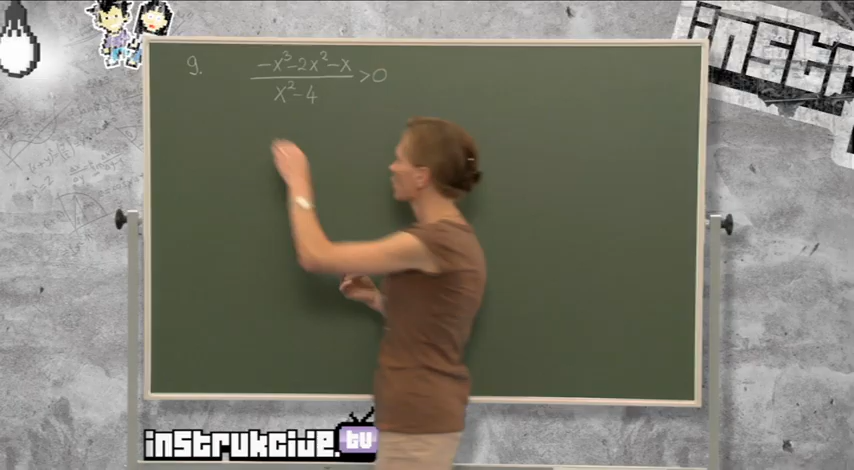 9. (-x³-2x²-x)/(x²-4) > 0
instrukcije.tv